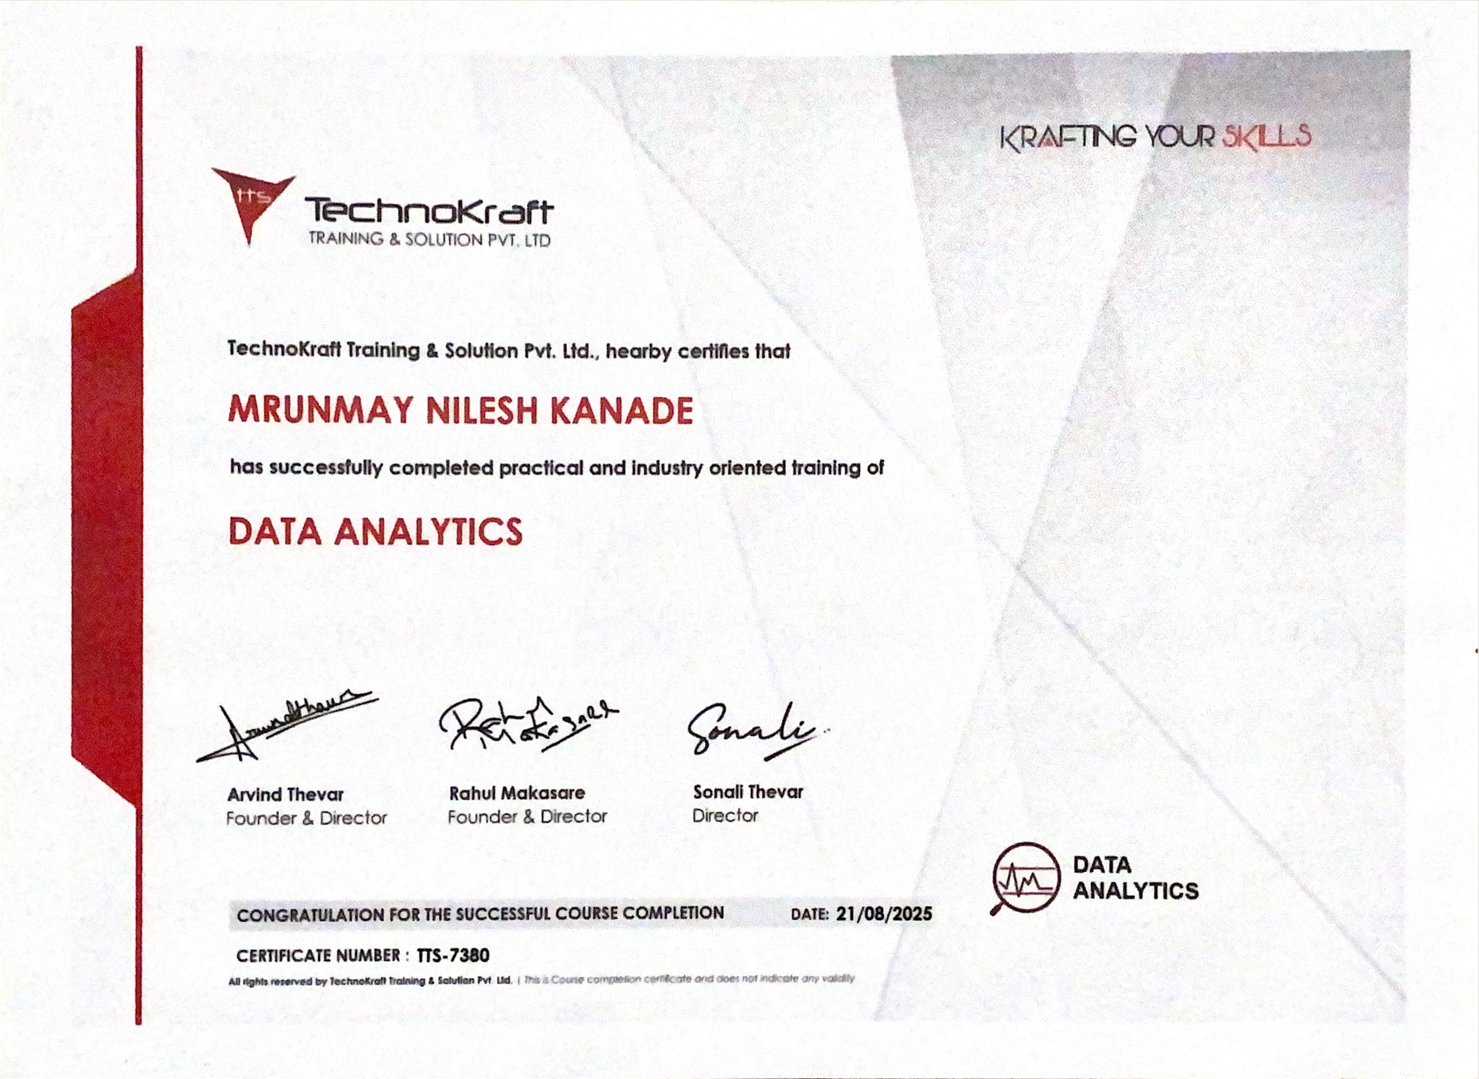 KRAFTING YOUR SKILLS
tts
TechnoKraft
TRAINING & SOLUTION PVT. LTD
TechnoKraft Training & Solution Pvt. Ltd., hearby certifies that
MRUNMAY NILESH KANADE
has successfully completed practical and industry oriented training of
DATA ANALYTICS
Sonali
Arvind Thevar
Founder & Director
Rahul Makasare
Founder & Director
Sonali Thevar
Director
DATA
ANALYTICS
CONGRATULATION FOR THE SUCCESSFUL COURSE COMPLETION DATE: 21/08/2025
CERTIFICATE NUMBER : TTS-7380
All rights reserved by TechnoKraft Training & Solution Pvt. Ltd. | This is Course completion certificate and does not indicate any validity